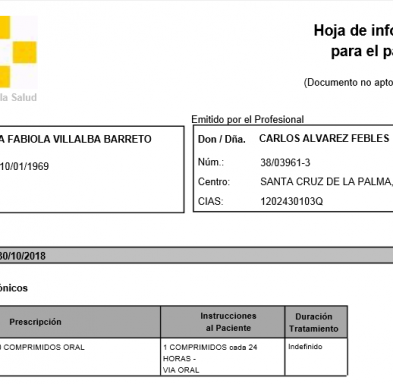 Hoja de info
para el pa
la Salud
(Documento no apto
Emitido por el Profesional
A FABIOLA VILLALBA BARRETO
10/01/1969
Don / Dña. CARLOS ALVAREZ FEBLES
Núm.: 38/03961-3
Centro: SANTA CRUZ DE LA PALMA,
CIAS: 1202430103Q
30/10/2018
ónicos
Prescripción
Instrucciones
al Paciente
Duración
Tratamiento
COMPRIMIDOS ORAL
1 COMPRIMIDOS cada 24
HORAS -
VIA ORAL
Indefinido